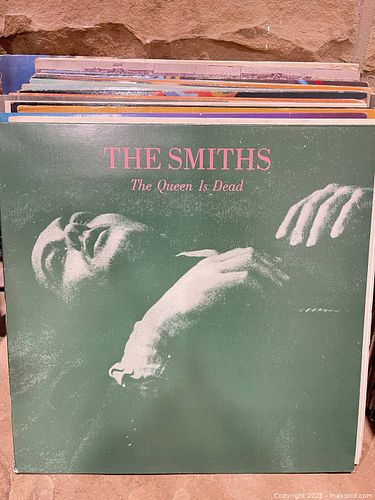 THE SMITHS
The Queen Is Dead
Copyright 2025 - maxsold.com